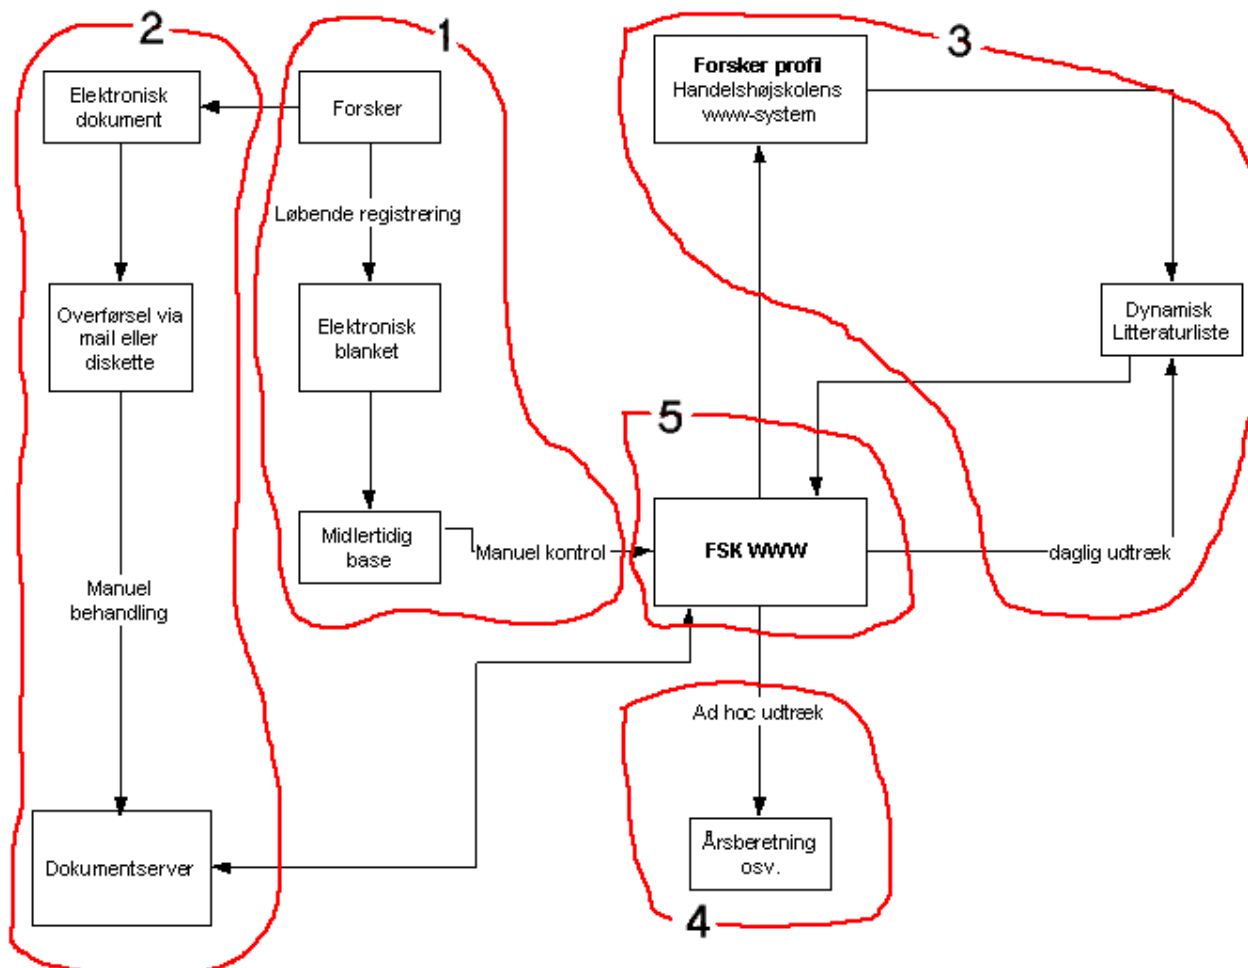 2
1
3
Elektronisk
dokument
Forsker
Forsker profil
Handelshøjskolens
www-system
Løbende registrering
Overførsel via
mail eller
diskette
Elektronisk
blanket
Dynamisk
Litteraturliste
5
Midlertidig
base
Manuel kontrol
FSK WWW
daglig udtræk
Manuel
behandling
Ad hoc udtræk
Dokumentserver
Årsberetning
osv.
4